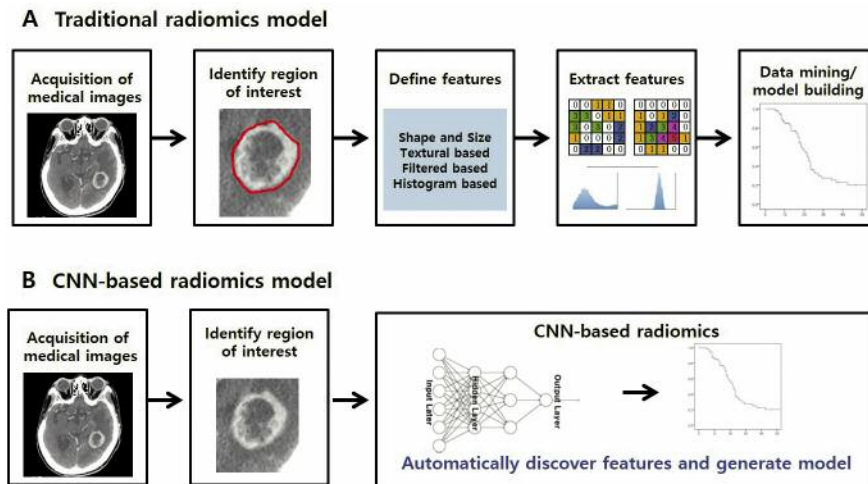 A Traditional radiomics model
Acquisition of
medical images
Identify region
of interest
Define features
Shape and Size
Textural based
Filtered based
Histogram based
Extract features
Data mining/
model building
B CNN-based radiomics model
Acquisition of
medical images
Identify region
of interest
CNN-based radiomics
Input Later
Hidden Layer
Output Layer
Automatically discover features and generate model